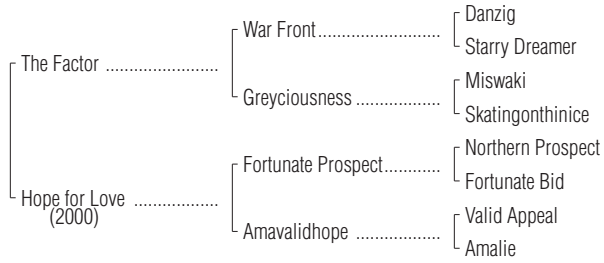 Danzig
War Front..............................
Starry Dreamer
The Factor ............................
Miswaki
Greyciousness .....................
Skatingonthinice
Northern Prospect
Fortunate Prospect..............
Fortunate Bid
Hope for Love .....................
(2000)
Valid Appeal
Amavalidhope .....................
Amalie